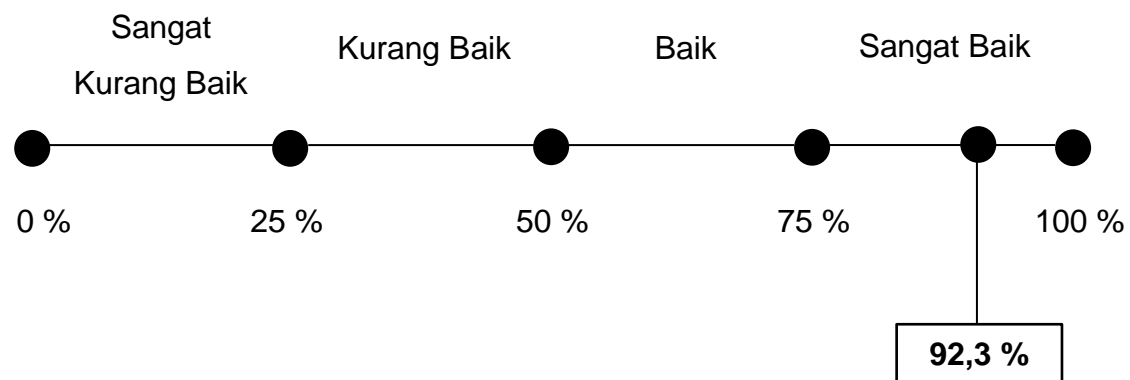 Sangat
Kurang Baik
Kurang Baik
Baik
Sangat Baik
0 %
25 %
50 %
75 %
100 %
92,3 %